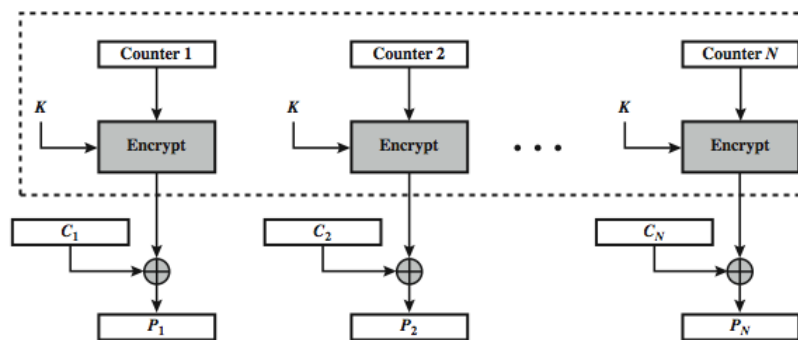 Counter 1 Counter 2 Counter N
K K K
Encrypt Encrypt • • • Encrypt
C1 C2 CN
P1 P2 PN